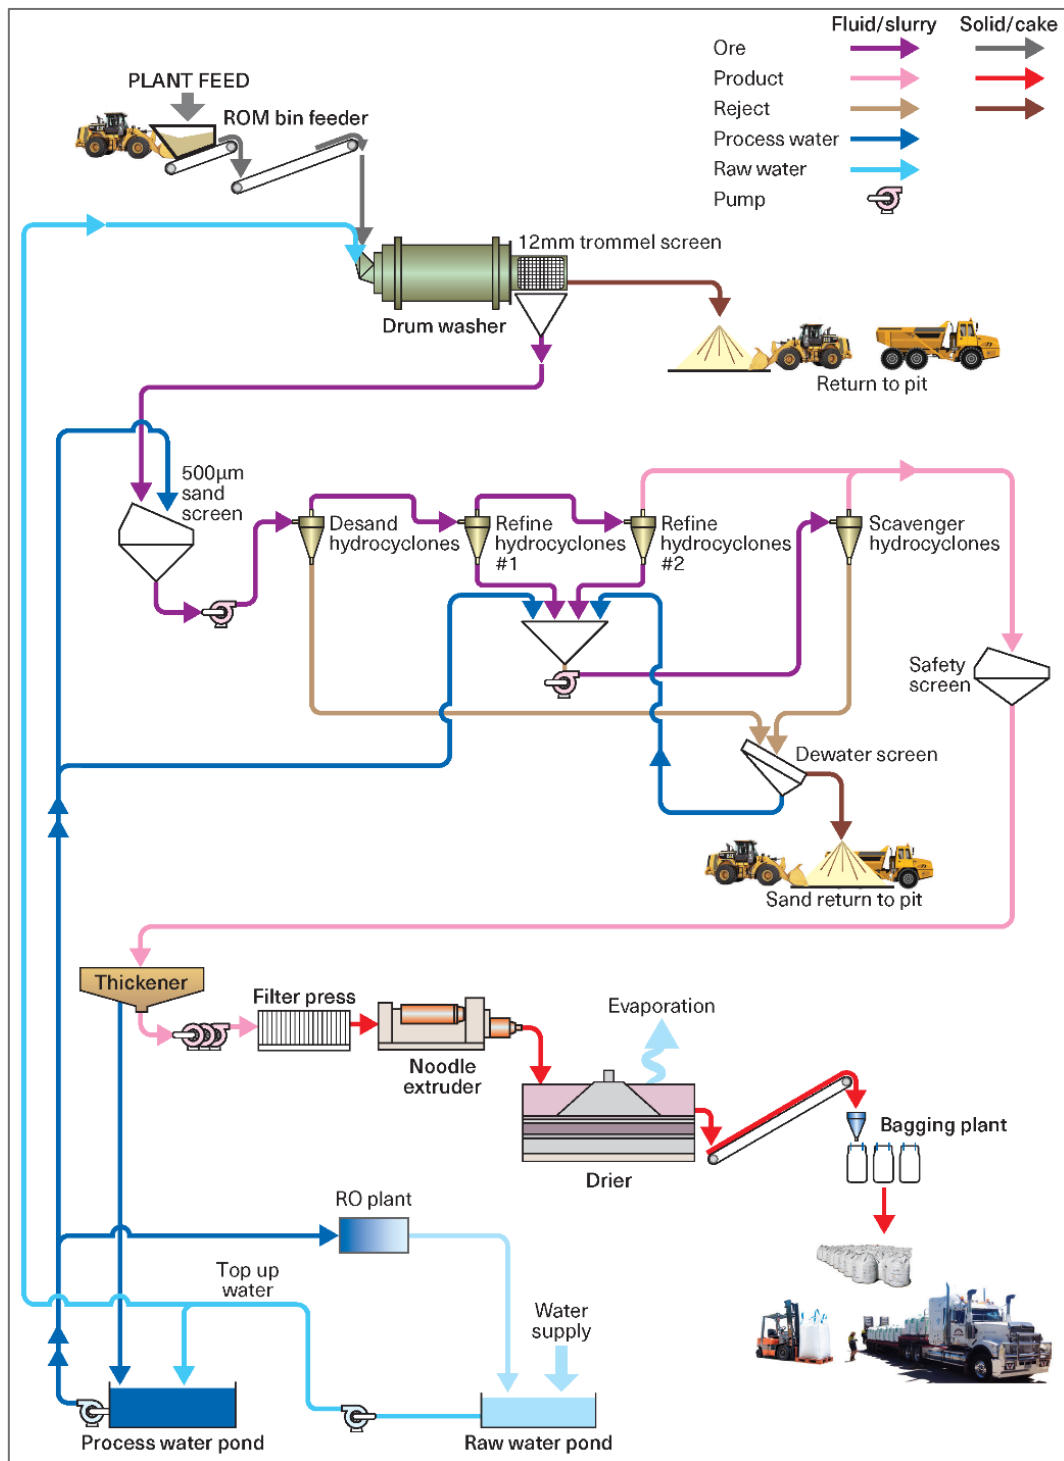 Fluid/slurry Solid/cake
Ore
Product
Reject
Process water
Raw water
Pump
PLANT FEED
ROM bin feeder
12mm trommel screen
Drum washer
Return to pit
500µm
sand
screen
Desand
hydrocyclones
Refine
hydrocyclones
#1
Refine
hydrocyclones
#2
Scavenger
hydrocyclones
Safety
screen
Dewater screen
Sand return to pit
Thickener
Filter press
Noodle
extruder
Evaporation
Drier
Bagging plant
RO plant
Top up
water
Water
supply
Process water pond
Raw water pond